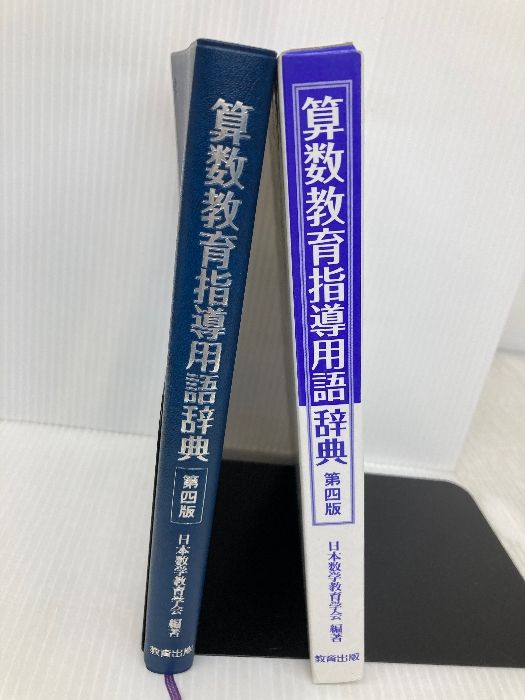 算数教育指導用語辞典
第四版
日本数学教育学会 編著
教育出版
算数教育指導用語辞典
第四版
日本数学教育学会 編著
教育出版